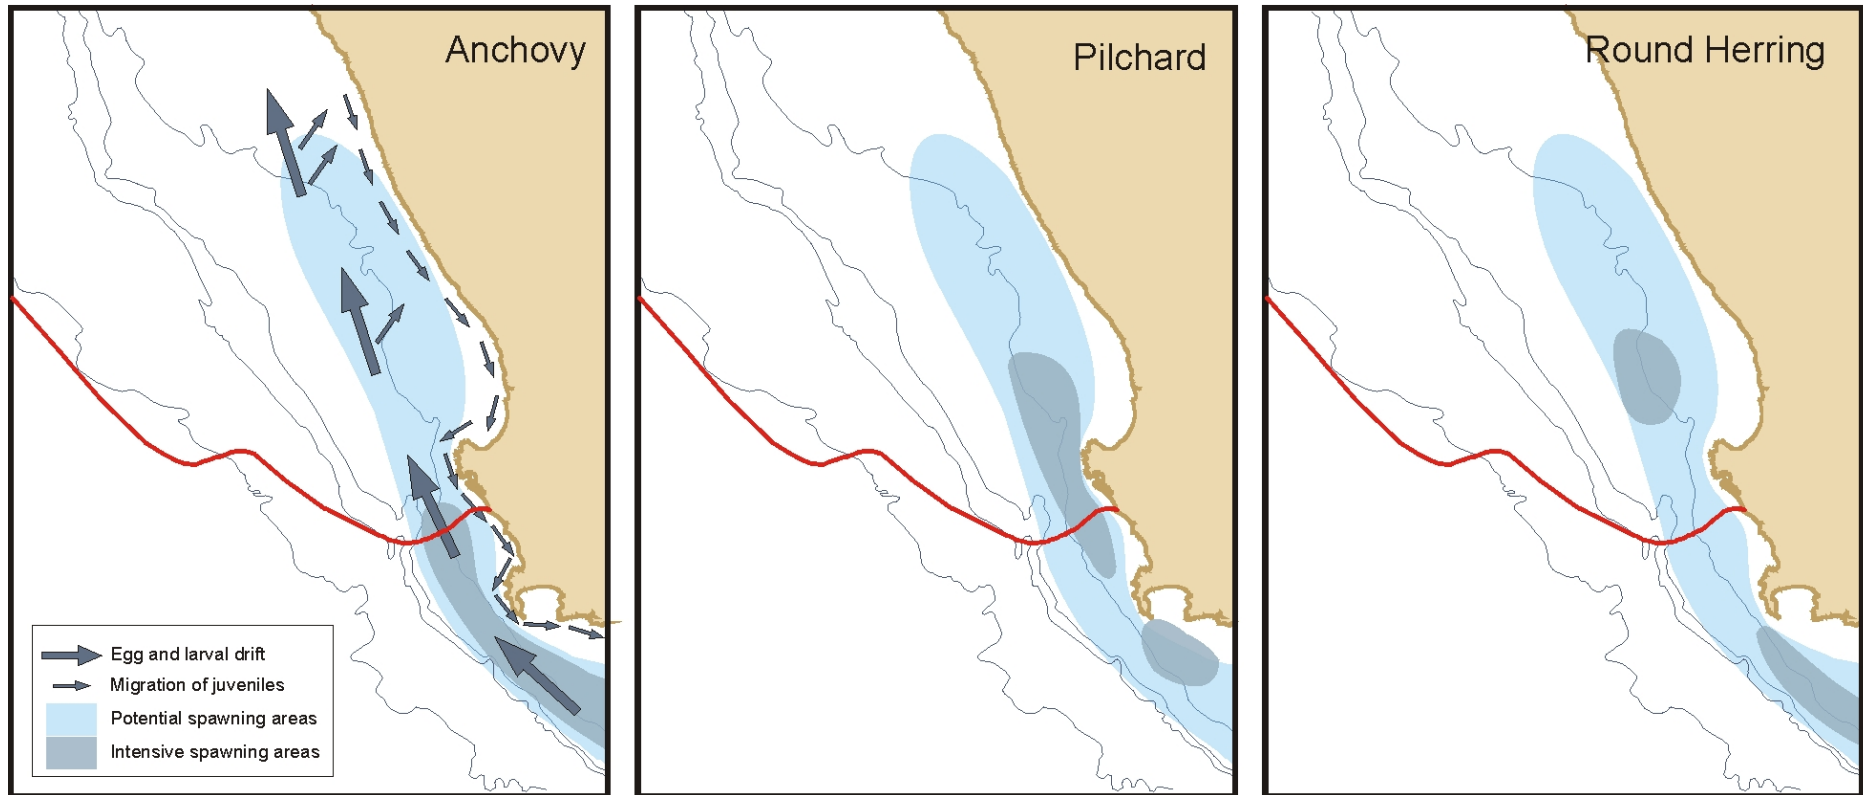 Anchovy
Pilchard
Round Herring
Egg and larval drift
Migration of juveniles
Potential spawning areas
Intensive spawning areas